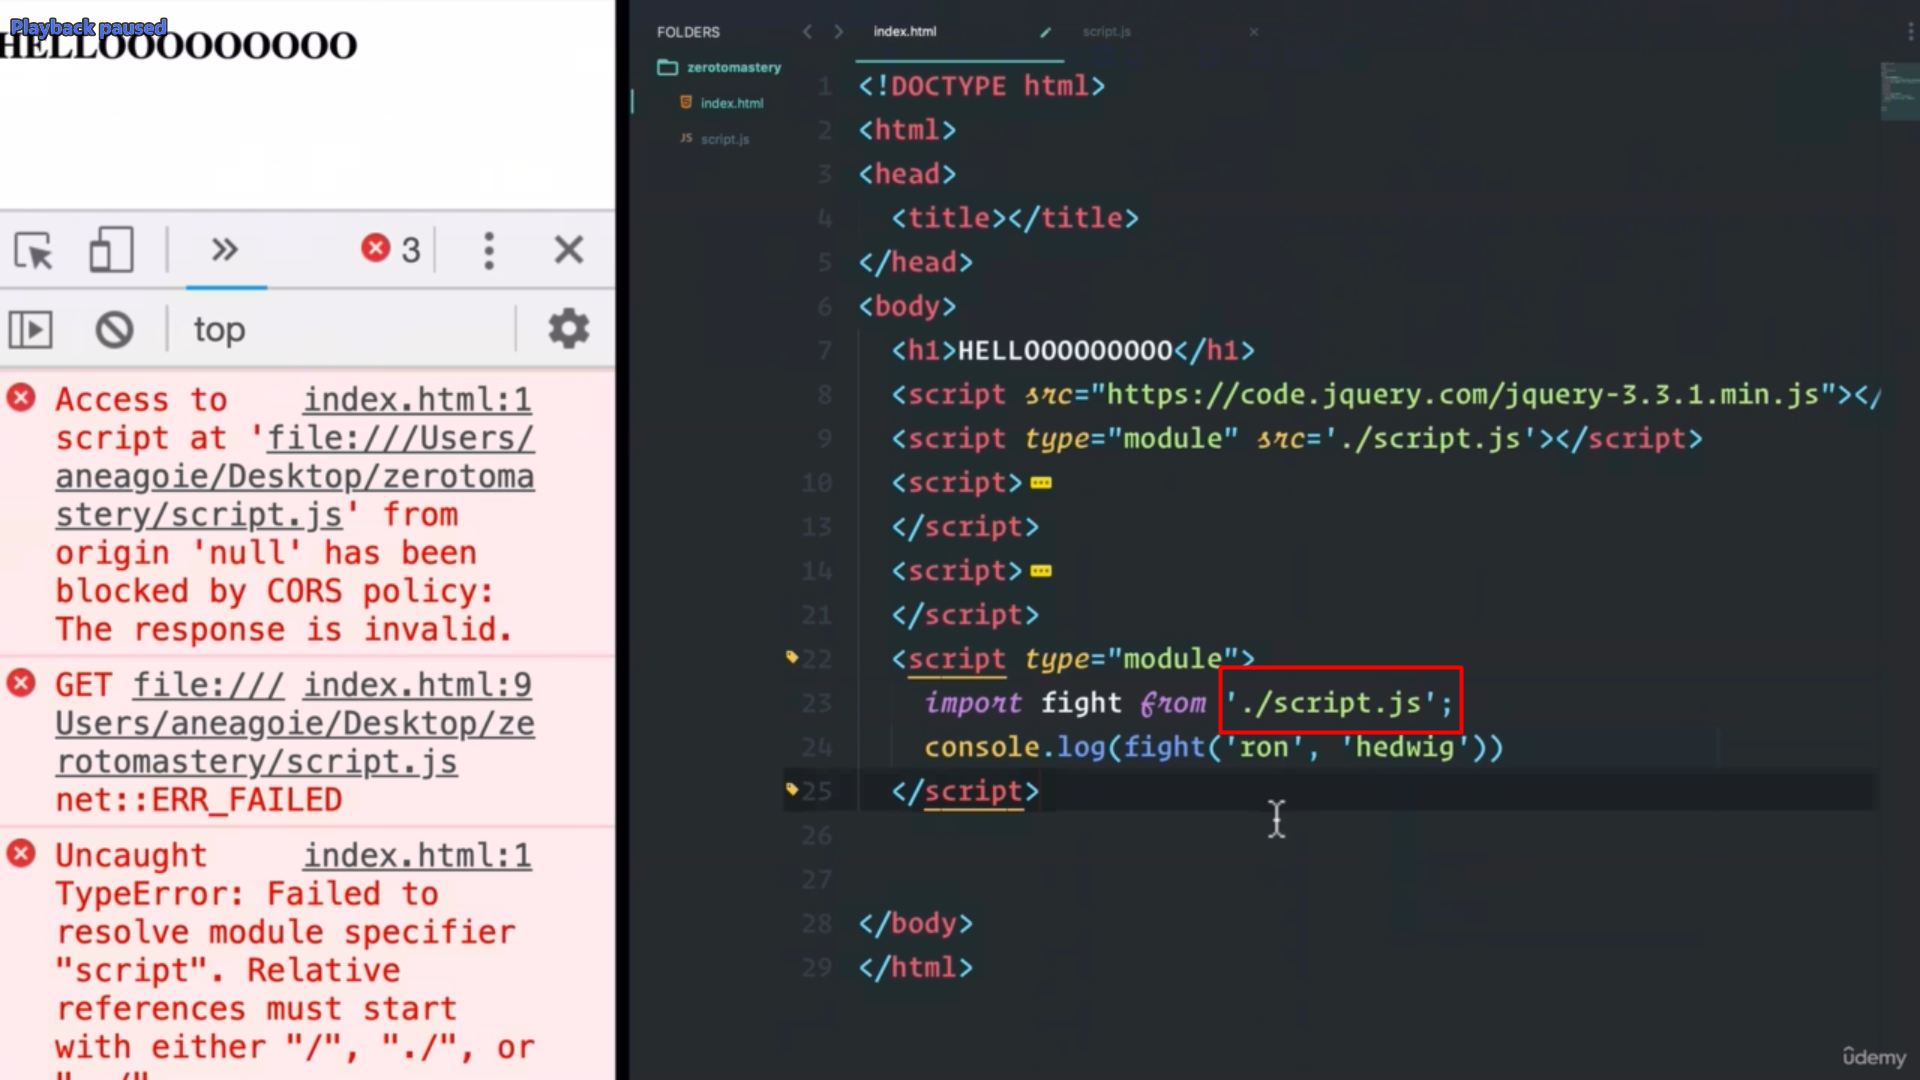 Playback paused
HELLOOOOOOOOO
3
top
Access to index.html:1
script at 'file:///Users/
aneagoie/Desktop/zerotoma
stery/script.js' from
origin 'null' has been
blocked by CORS policy:
The response is invalid.
GET file:/// index.html:9
Users/aneagoie/Desktop/ze
rotomastery/script.js
net::ERR_FAILED
Uncaught index.html:1
TypeError: Failed to
resolve module specifier
"script". Relative
references must start
with either "/", "./", or
FOLDERS
zerotomastery
index.html
JS script.js
index.html script.js
1 <!DOCTYPE html>
2 <html>
3 <head>
4 <title></title>
5 </head>
6 <body>
7 <h1>HELLOOOOOOOOO</h1>
8 <script src="https://code.jquery.com/jquery-3.3.1.min.js"></
9 <script type="module" src='./script.js'></script>
10 <script>
13 </script>
14 <script>
21 </script>
22 <script type="module">
23 import fight from './script.js';
24 console.log(fight('ron', 'hedwig'))
25 </script>
26
27
28 </body>
29 </html>
udemy